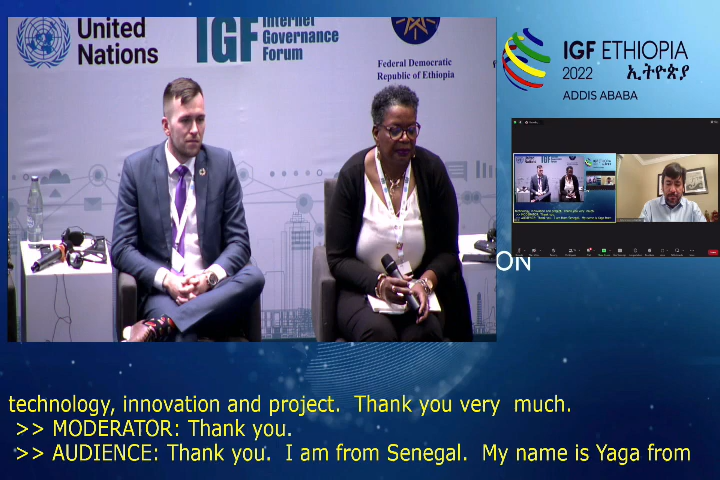 United
Nations
IGF
Internet
Governance
Forum
Federal Democratic
Republic of Ethiopia
IGF ETHIOPIA
2022 ኢትዮጵያ
ADDIS ABABA
ON
technology, innovation and project.  Thank you very  much.
>> MODERATOR: Thank you.
>> AUDIENCE: Thank you.  I am from Senegal.  My name is Yaga from